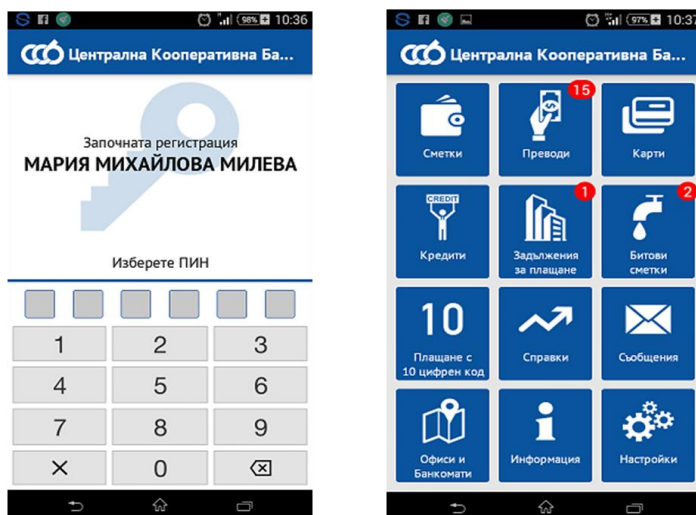 98% 10:36
ССБ Централна Кооперативна Ба...
Започната регистрация
МАРИЯ МИХАЙЛОВА МИЛЕВА
Изберете ПИН
1 2 3
4 5 6
7 8 9
0
97% 10:37
ССБ Централна Кооперативна Ба...
15
Сметки Преводи Карти
CREDIT 1 2
Кредити Задължения за плащане Битови сметки
10
Плащане с 10 цифрен код Справки Съобщения
Офиси и Банкомати Информация Настройки